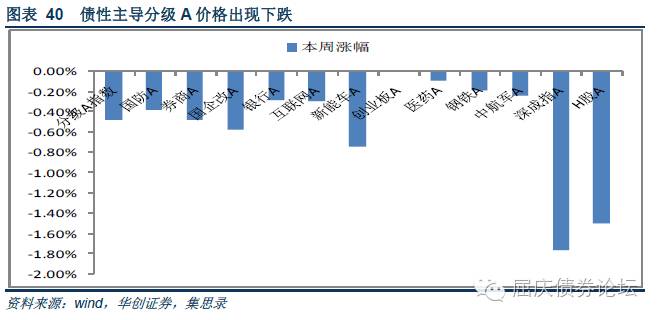 图表 40 债性主导分级 A 价格出现下跌
本周涨幅
0.00%
-0.20%
-0.40%
-0.60%
-0.80%
-1.00%
-1.20%
-1.40%
-1.60%
-1.80%
-2.00%
分级A指数
国防A
券商A
国企改A
银行A
互联网A
新能车A
创业板A
医药A
钢铁A
中航军A
深成指A
H股A
资料来源：wind，华创证券，集思录
屈庆债券论坛